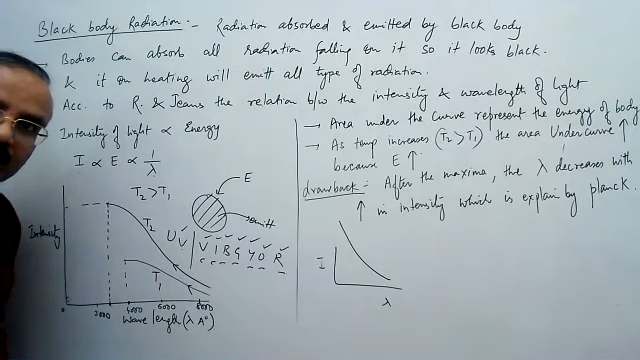 Black body Radiation:- Radiation absorbed & emitted by black body
→ Bodies can absorb all radiation falling on it so it looks black.
& it on heating will emitt all type of radiation.
Acc. to R. & Jeans the relation b/w the intensity & wavelength of light
Intensity of light ∝ Energy
I ∝ E ∝ 1/λ
T2 > T1
E
emitt
T2
T1
UV V I B G Y O R
Intensity
0 2000 4000 6000 8000
Wave length (λ A°)
→ Area under the curve represent the energy of body
→ As temp increases (T2 > T1) the area Under curve ↑
because E ↑.
drawback:- After the maxima, the λ decreases with
↑ in intensity which is explain by planck.
I
λ